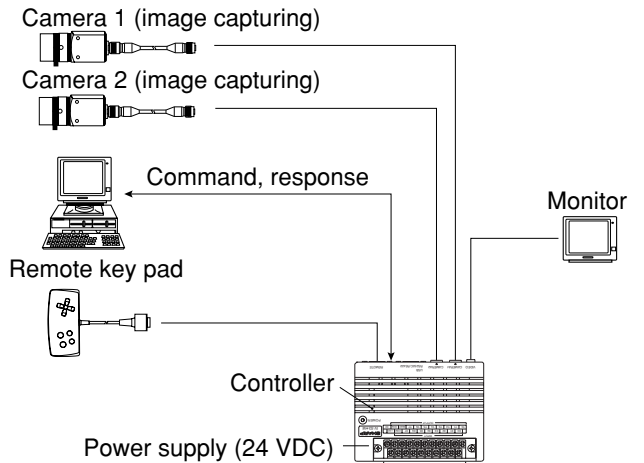 Camera 1 (image capturing)
Camera 2 (image capturing)
Command, response
Monitor
Remote key pad
Controller
Power supply (24 VDC)